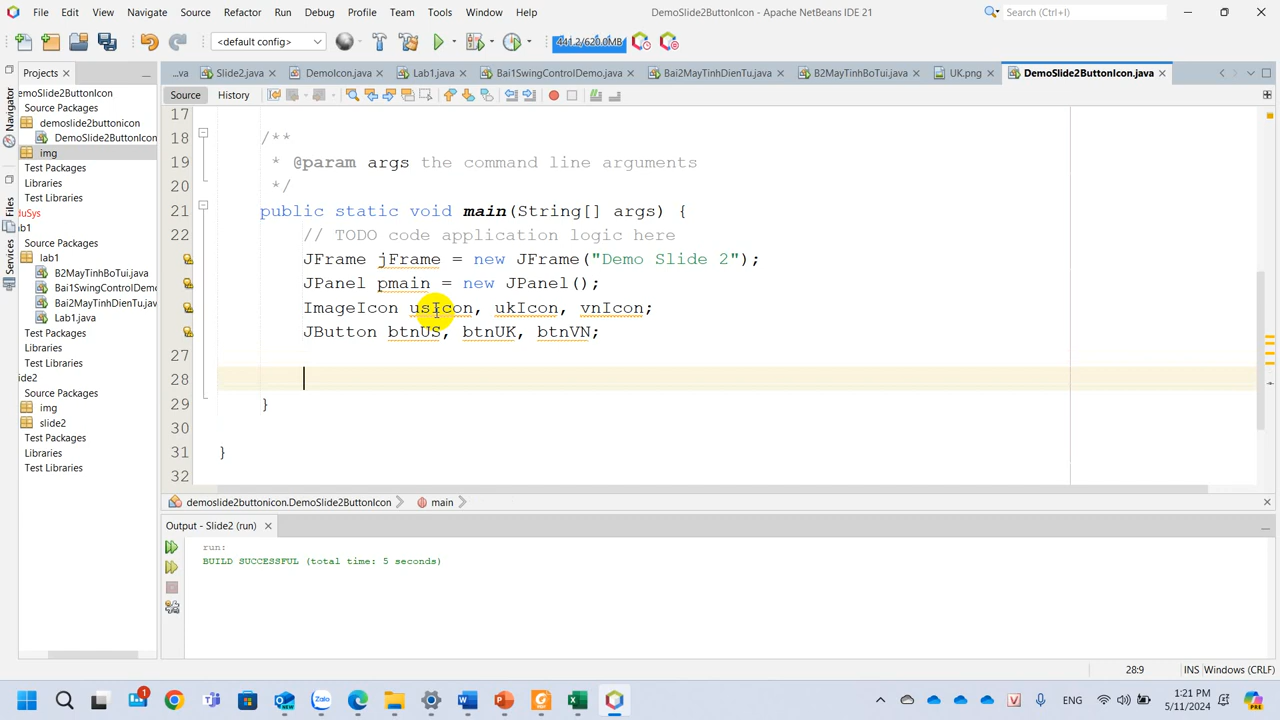 File Edit View Navigate Source Refactor Run Debug Profile Team Tools Window Help
DemoSlide2ButtonIcon - Apache NetBeans IDE 21
Search (Ctrl+I)
<default config>
441.2/620.0MB
Projects
...va Slide2.java DemoIcon.java Lab1.java Bai1SwingControlDemo.java Bai2MayTinhDienTu.java B2MayTinhBoTui.java UK.png DemoSlide2ButtonIcon.java
Source History
Navigator
Files
Services
emoSlide2ButtonIcon
Source Packages
demoslide2buttonicon
DemoSlide2ButtonIcon
img
Test Packages
Libraries
Test Libraries
duSys
ab1
Source Packages
lab1
B2MayTinhBoTui.java
Bai1SwingControlDemo.java
Bai2MayTinhDienTu.java
Lab1.java
Test Packages
Libraries
Test Libraries
ide2
Source Packages
img
slide2
Test Packages
Libraries
Test Libraries
17
18 /**
19 * @param args the command line arguments
20 */
21 public static void main(String[] args) {
22 // TODO code application logic here
JFrame jFrame = new JFrame("Demo Slide 2");
JPanel pmain = new JPanel();
ImageIcon usIcon, ukIcon, vnIcon;
JButton btnUS, btnUK, btnVN;
27
28
29 }
30
31 }
32
demoslide2buttonicon.DemoSlide2ButtonIcon main
Output - Slide2 (run)
run:
BUILD SUCCESSFUL (total time: 5 seconds)
28:9 INS Windows (CRLF)
1
ENG
1:21 PM
5/11/2024